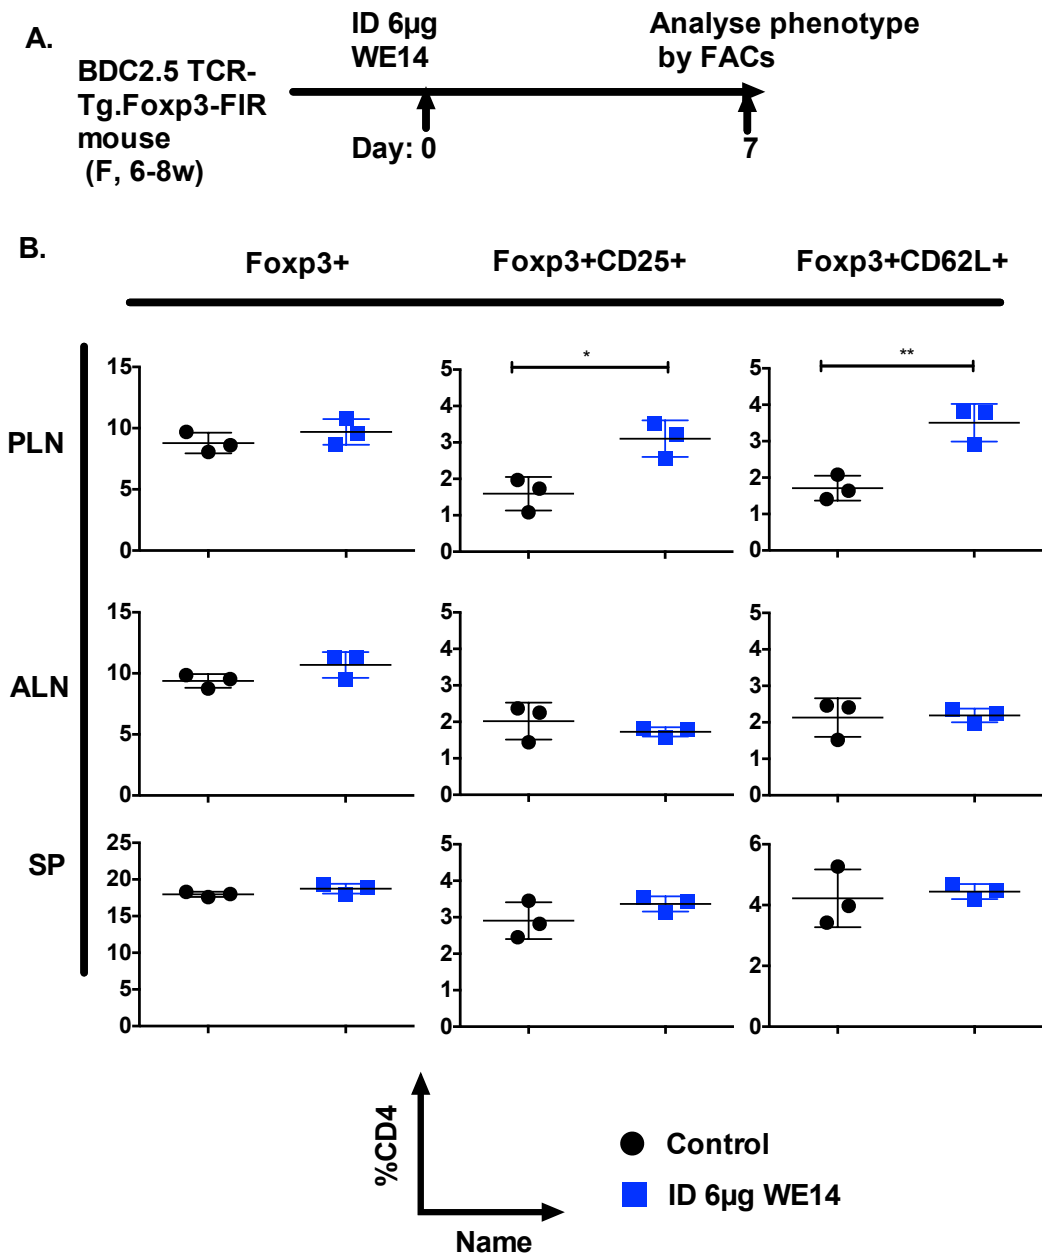 A.
ID 6µg
WE14
Analyse phenotype
by FACs
BDC2.5 TCR-
Tg.Foxp3-FIR
mouse
(F, 6-8w)
Day: 0
7
B.
Foxp3+
Foxp3+CD25+
Foxp3+CD62L+
PLN
15
10
5
0
*
5
4
3
2
1
0
**
5
4
3
2
1
0
ALN
15
10
5
0
5
4
3
2
1
0
5
4
3
2
1
0
SP
25
20
15
10
5
0
5
4
3
2
1
0
6
4
2
0
%CD4
Name
Control
ID 6µg WE14